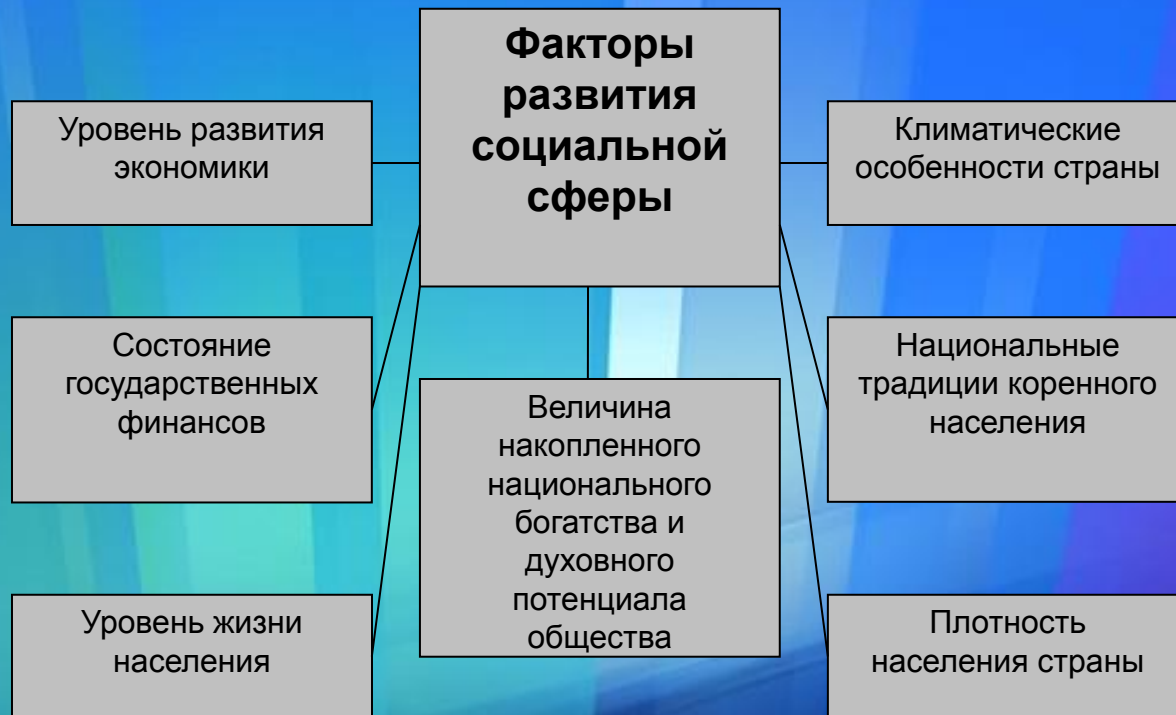 Факторы
развития
социальной
сферы
Уровень развития
экономики
Климатические
особенности страны
Состояние
государственных
финансов
Национальные
традиции коренного
населения
Величина
накопленного
национального
богатства и
духовного
потенциала
общества
Уровень жизни
населения
Плотность
населения страны